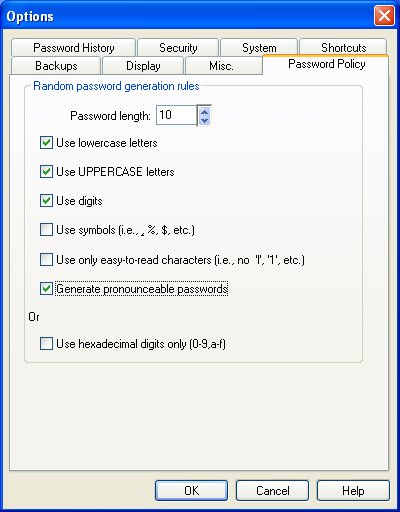 Options
Password History Security System Shortcuts
Backups Display Misc. Password Policy
Random password generation rules
Password length: 10
Use lowercase letters
Use UPPERCASE letters
Use digits
Use symbols (i.e., ., %, $, etc.)
Use only easy-to-read characters (i.e., no 'l', '1', etc.)
Generate pronounceable passwords
Or
Use hexadecimal digits only (0-9,a-f)
OK Cancel Help